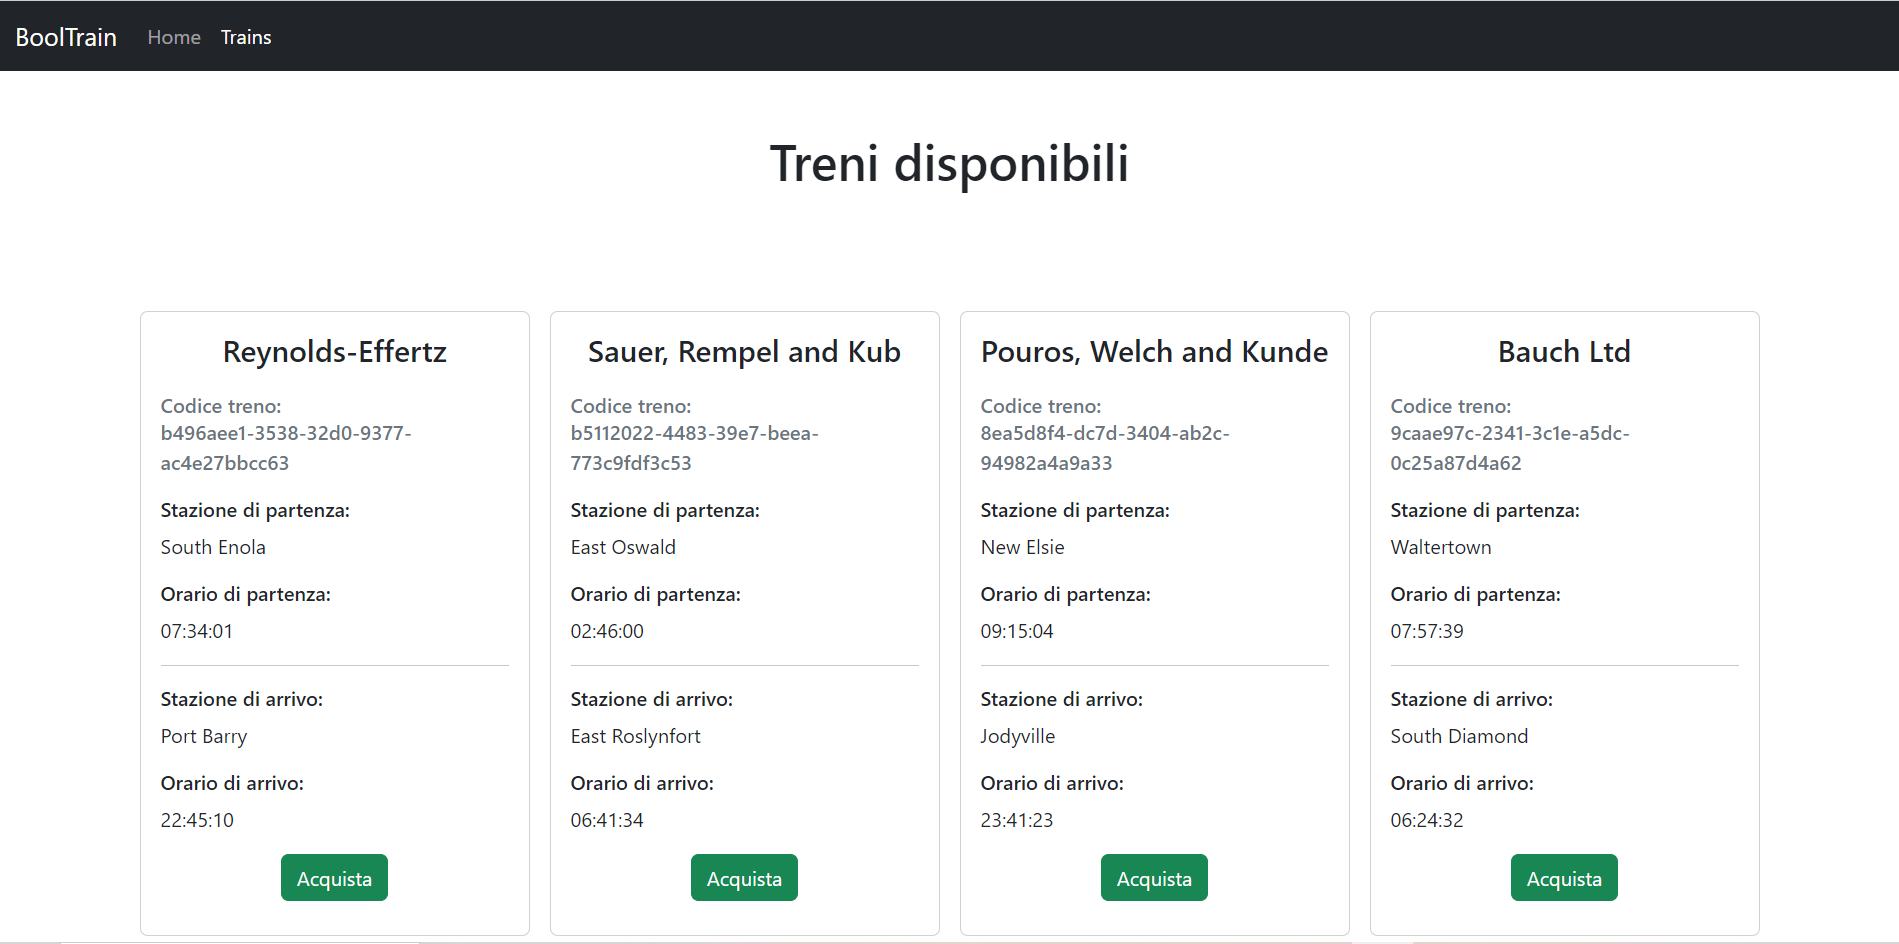 BoolTrain Home Trains
Treni disponibili
Reynolds-Effertz
Codice treno:
b496aee1-3538-32d0-9377-
ac4e27bbcc63
Stazione di partenza:
South Enola
Orario di partenza:
07:34:01
Stazione di arrivo:
Port Barry
Orario di arrivo:
22:45:10
Acquista
Sauer, Rempel and Kub
Codice treno:
b5112022-4483-39e7-beea-
773c9fdf3c53
Stazione di partenza:
East Oswald
Orario di partenza:
02:46:00
Stazione di arrivo:
East Roslynfort
Orario di arrivo:
06:41:34
Acquista
Pouros, Welch and Kunde
Codice treno:
8ea5d8f4-dc7d-3404-ab2c-
94982a4a9a33
Stazione di partenza:
New Elsie
Orario di partenza:
09:15:04
Stazione di arrivo:
Jodyville
Orario di arrivo:
23:41:23
Acquista
Bauch Ltd
Codice treno:
9caae97c-2341-3c1e-a5dc-
0c25a87d4a62
Stazione di partenza:
Waltertown
Orario di partenza:
07:57:39
Stazione di arrivo:
South Diamond
Orario di arrivo:
06:24:32
Acquista